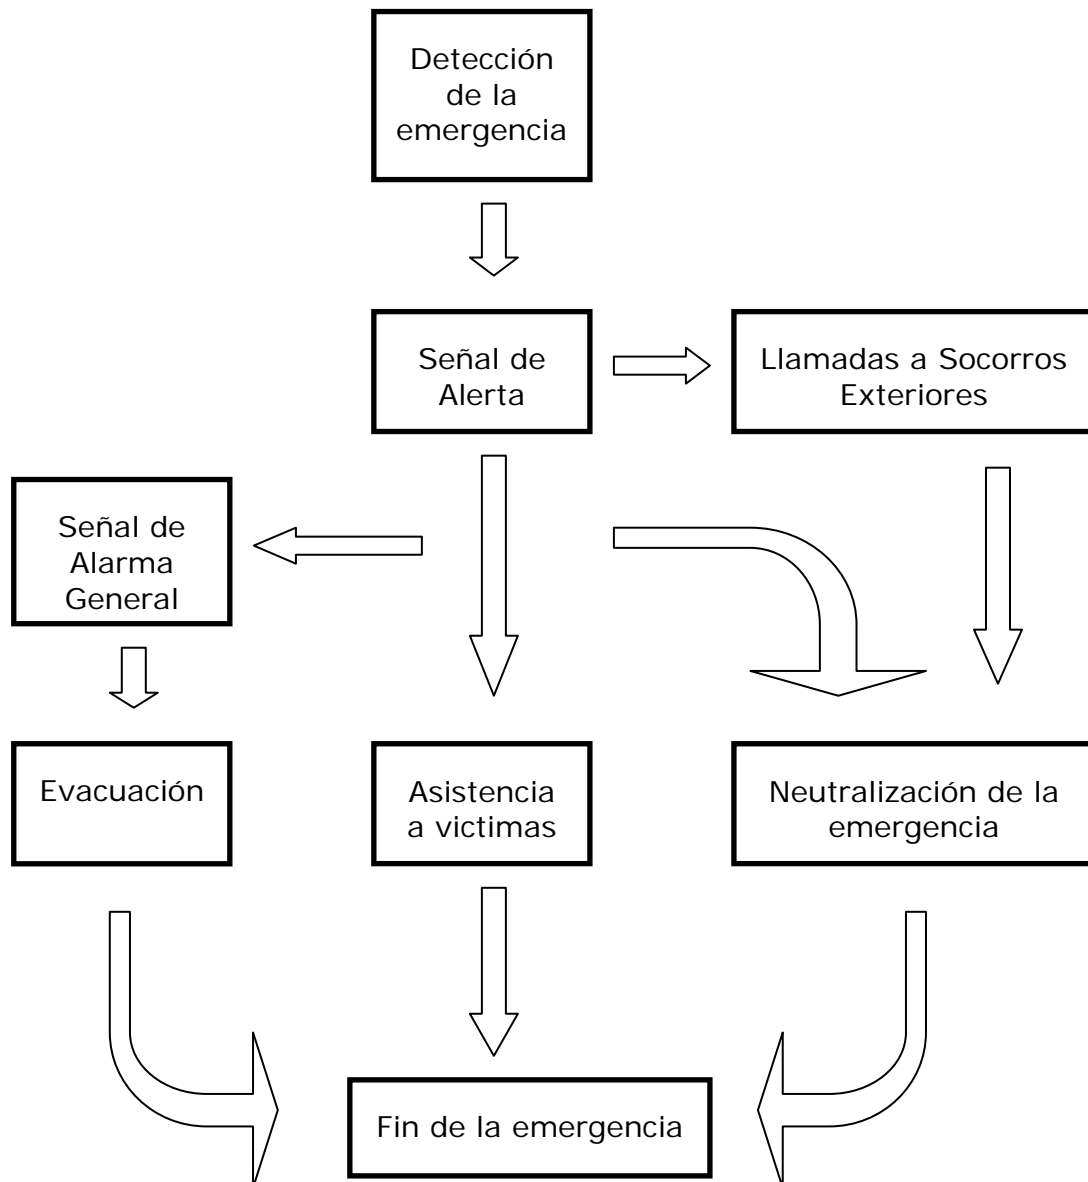 Detección
de la
emergencia
Señal de
Alerta
Llamadas a Socorros
Exteriores
Señal de
Alarma
General
Evacuación
Asistencia
a victimas
Neutralización de la
emergencia
Fin de la emergencia